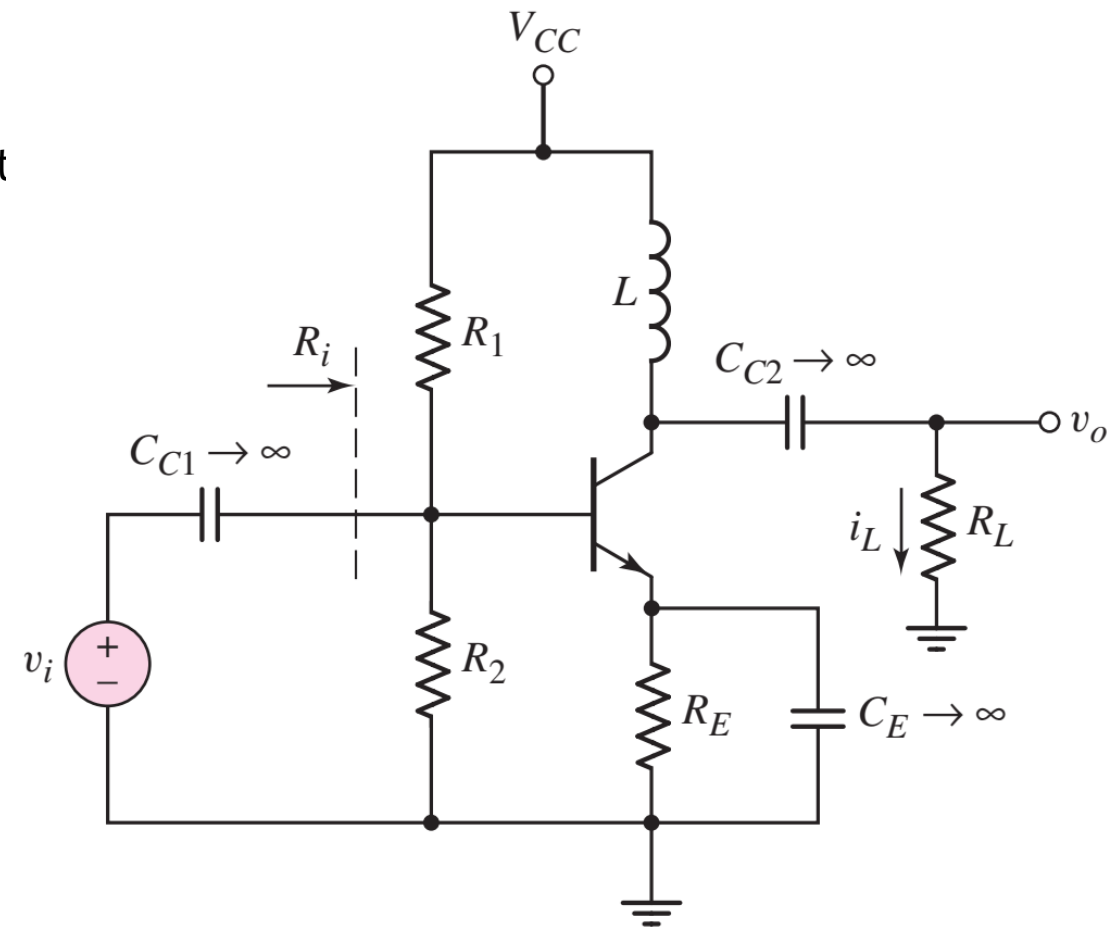 V_CC
t
L
R_i
R_1
C_C2 → ∞
v_o
C_C1 → ∞
i_L
R_L
+
−
v_i
R_2
R_E
C_E → ∞